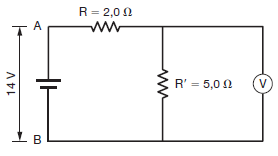 R = 2,0 Ω
A
14 V
R' = 5,0 Ω
V
B